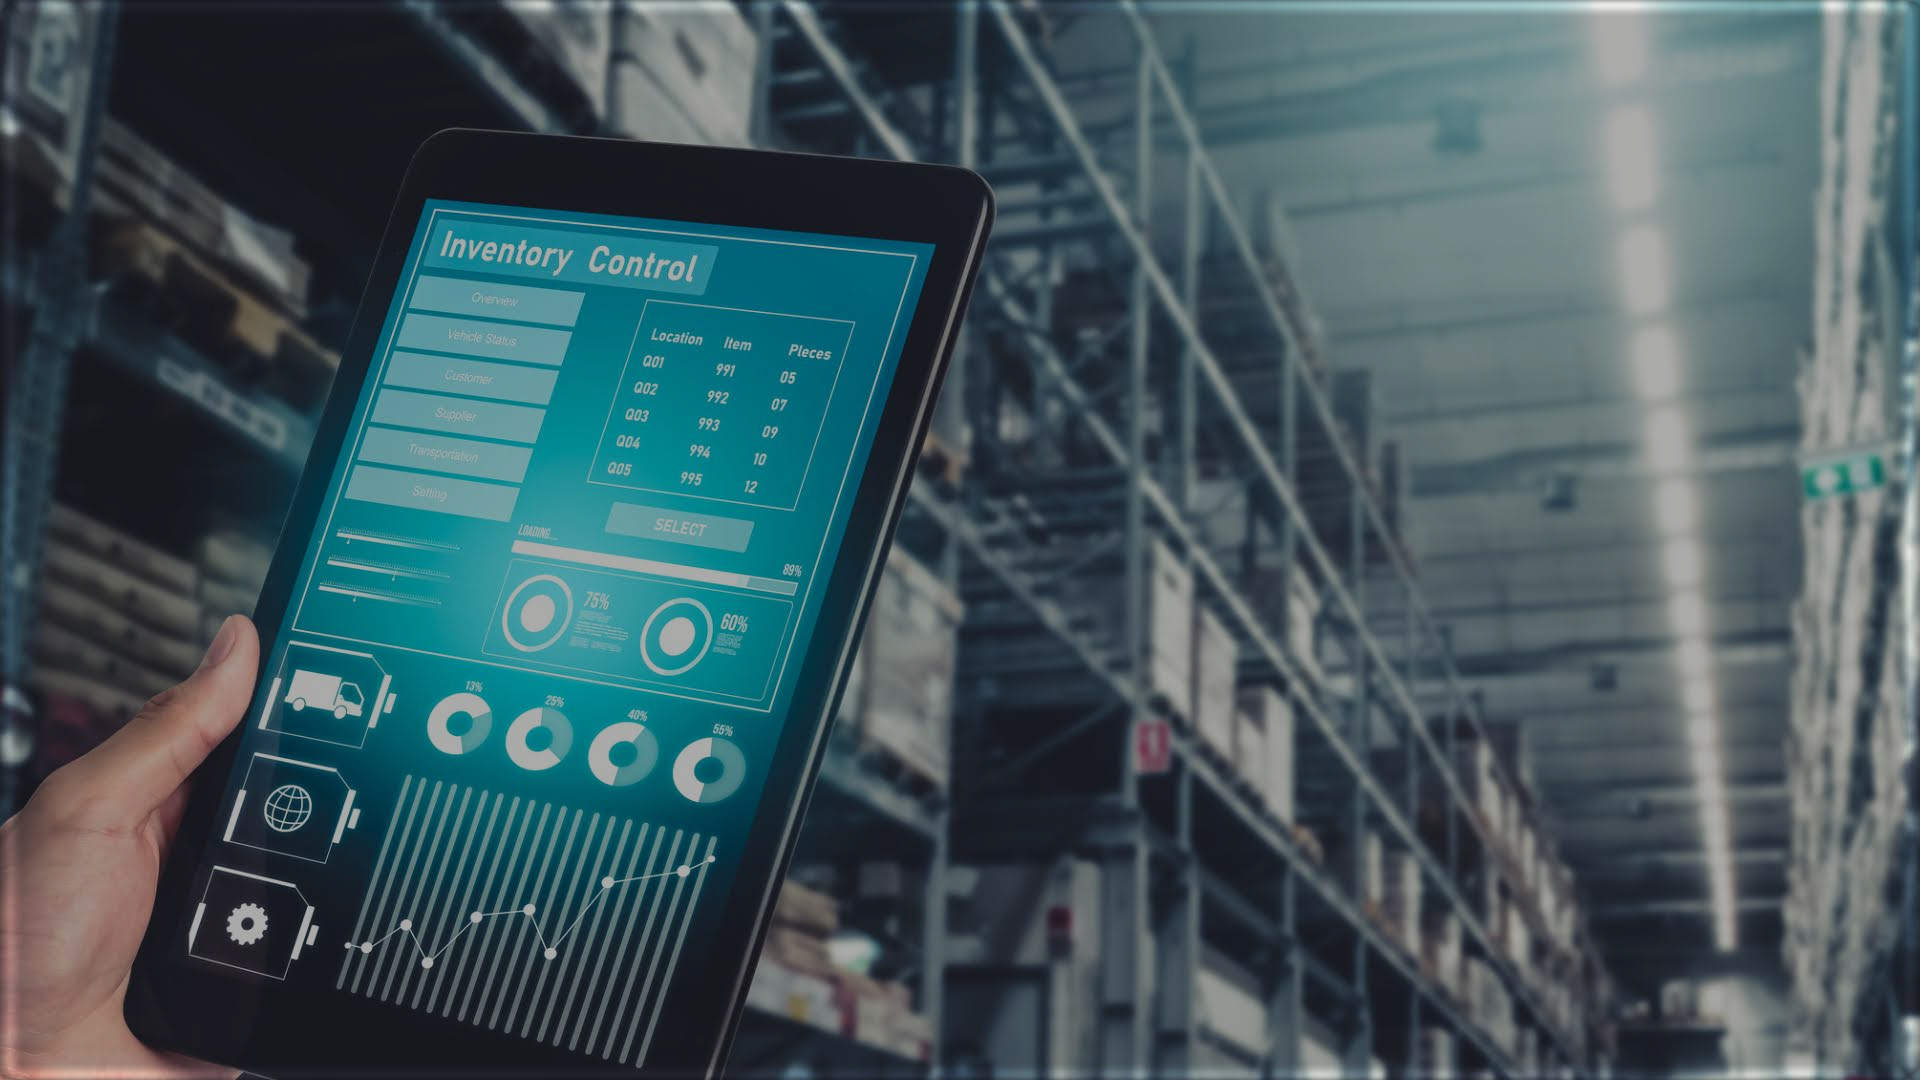 Inventory Control
Overview
Vehicle Status
Customer
Supplier
Transportation
Setting
Location Item Pleces
Q01 991 05
Q02 992 07
Q03 993 09
Q04 994 10
Q05 995 12
SELECT
LOADING...
89%
75%
60%
13%
25%
40%
55%